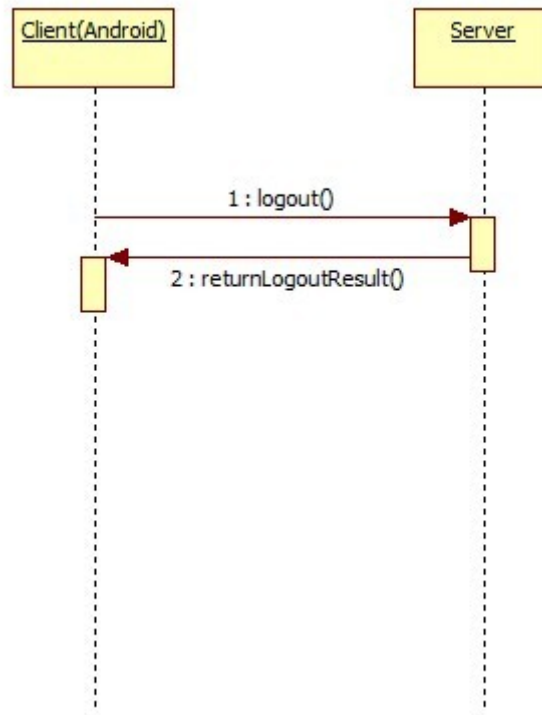 Client(Android)
Server
1 : logout()
2 : returnLogoutResult()